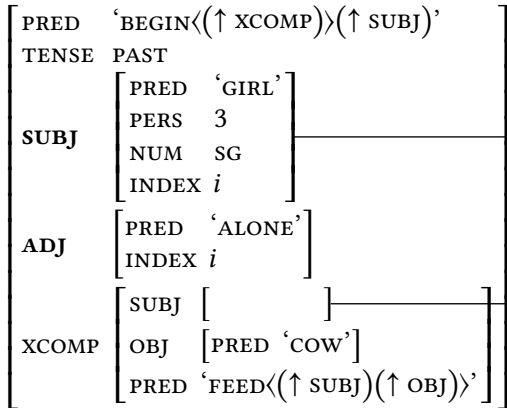 PRED ‘BEGIN⟨(↑ XCOMP)⟩(↑ SUBJ)’
TENSE PAST
SUBJ
PRED ‘GIRL’
PERS 3
NUM SG
INDEX i
ADJ
PRED ‘ALONE’
INDEX i
XCOMP
SUBJ [ ]
OBJ [PRED ‘COW’]
PRED ‘FEED⟨(↑ SUBJ)(↑ OBJ)⟩’